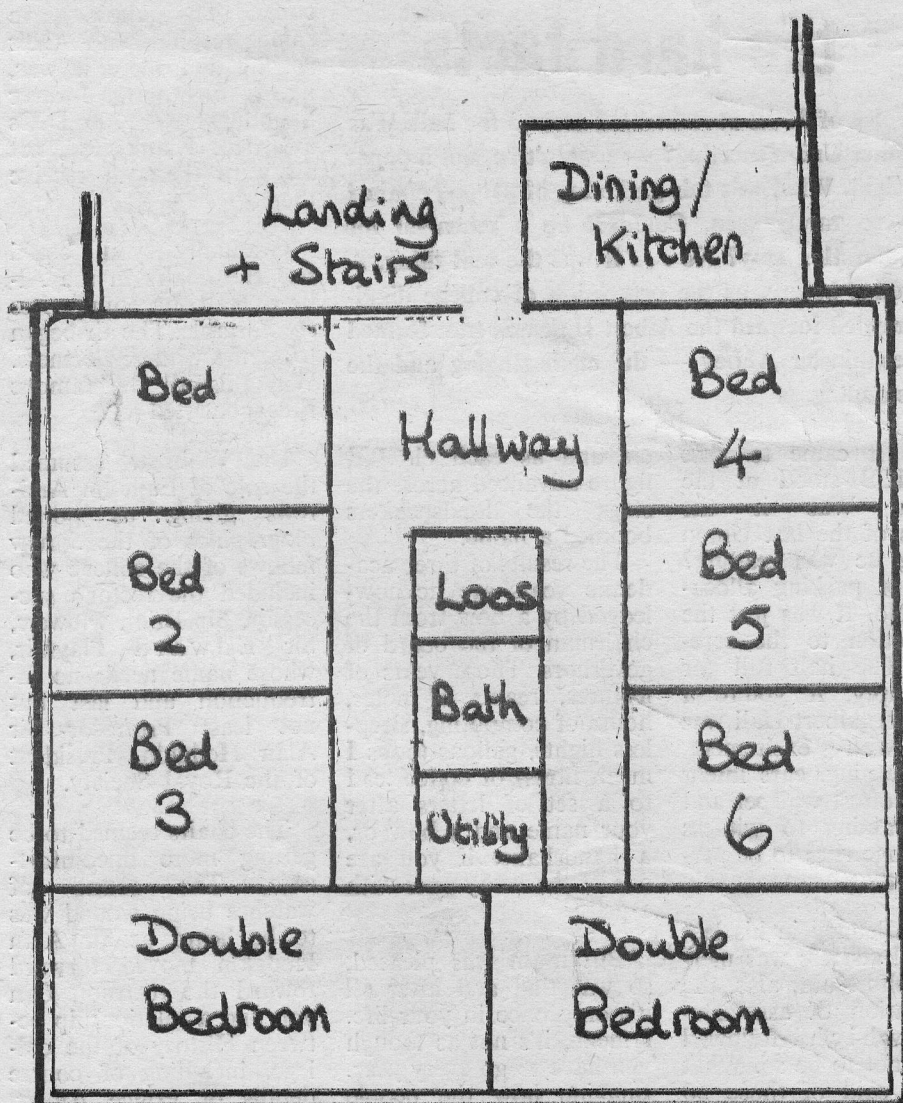 Landing
+ Stairs
Dining/
Kitchen
Bed
Hallway
Bed
4
Bed
2
Loos
Bed
5
Bath
Bed
3
Utility
Bed
6
Double
Bedroom
Double
Bedroom